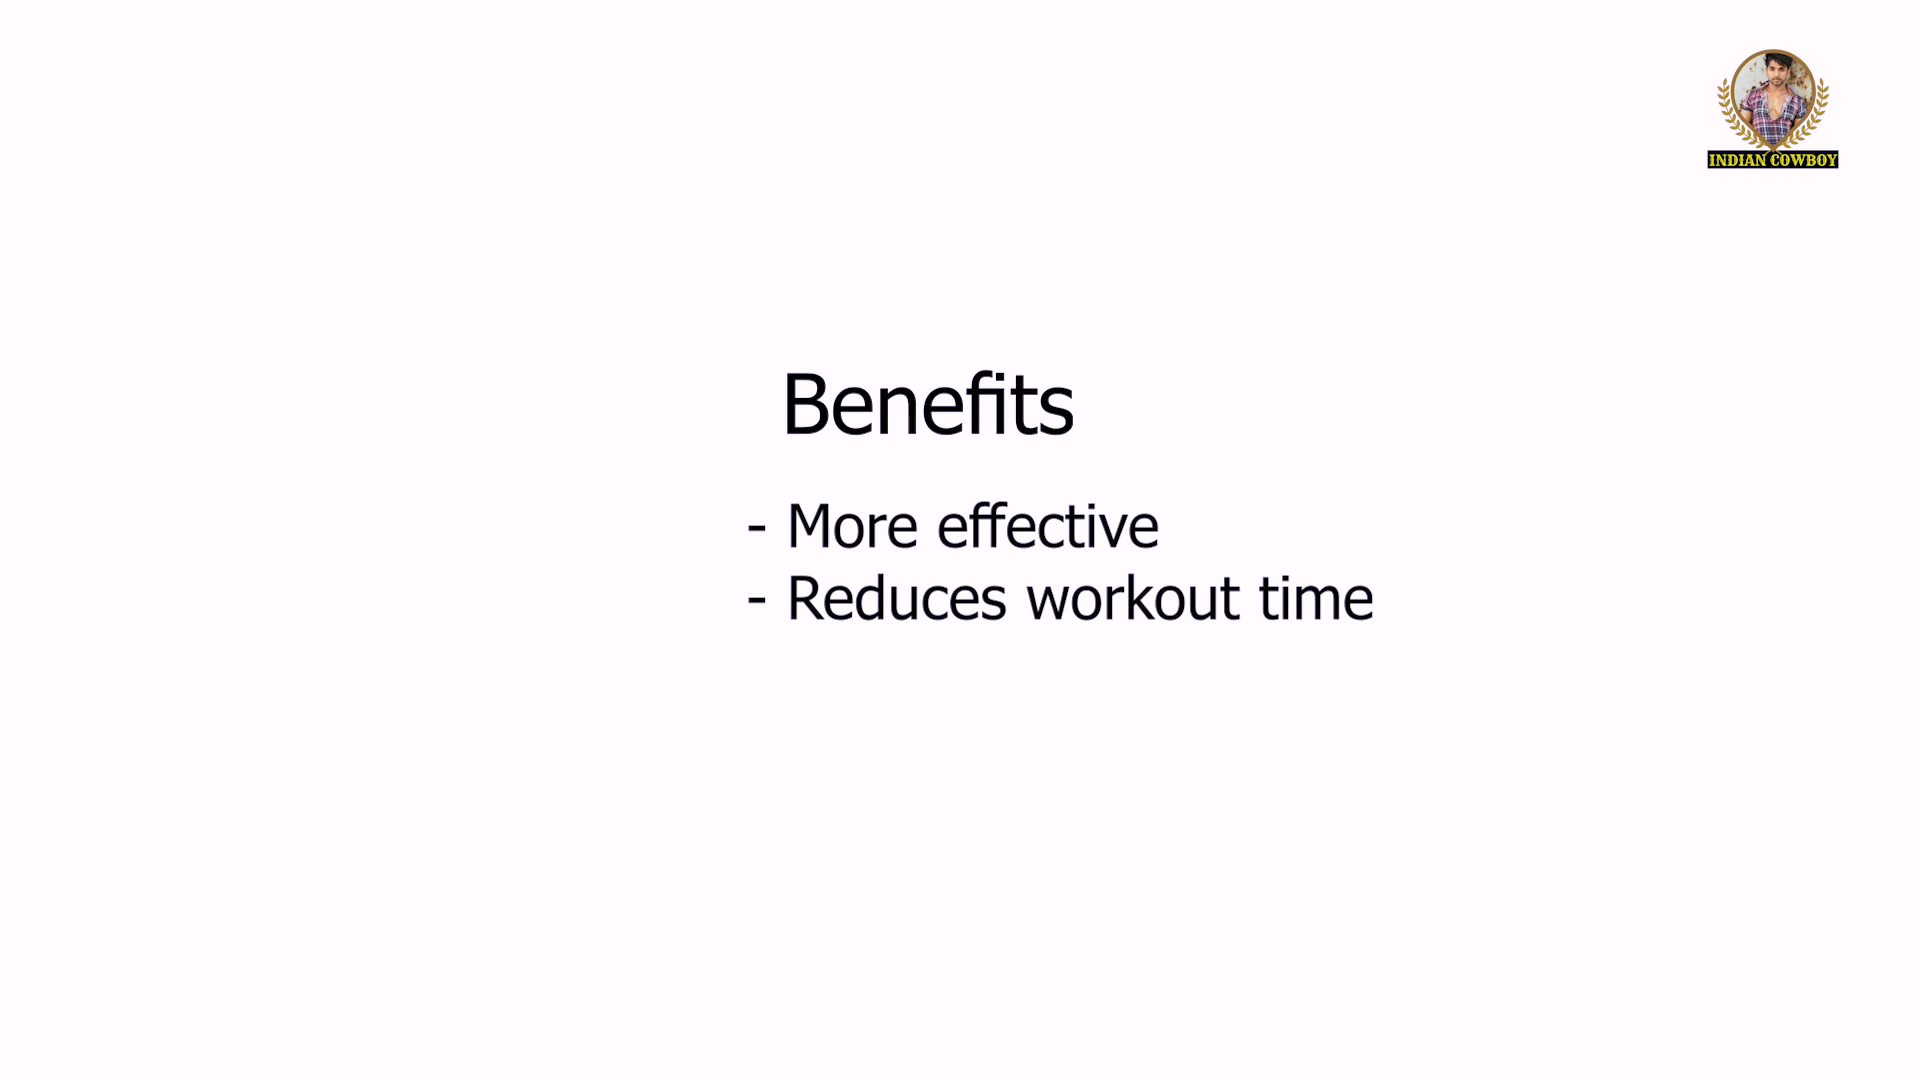 INDIAN COWBOY
Benefits
- More effective
- Reduces workout time